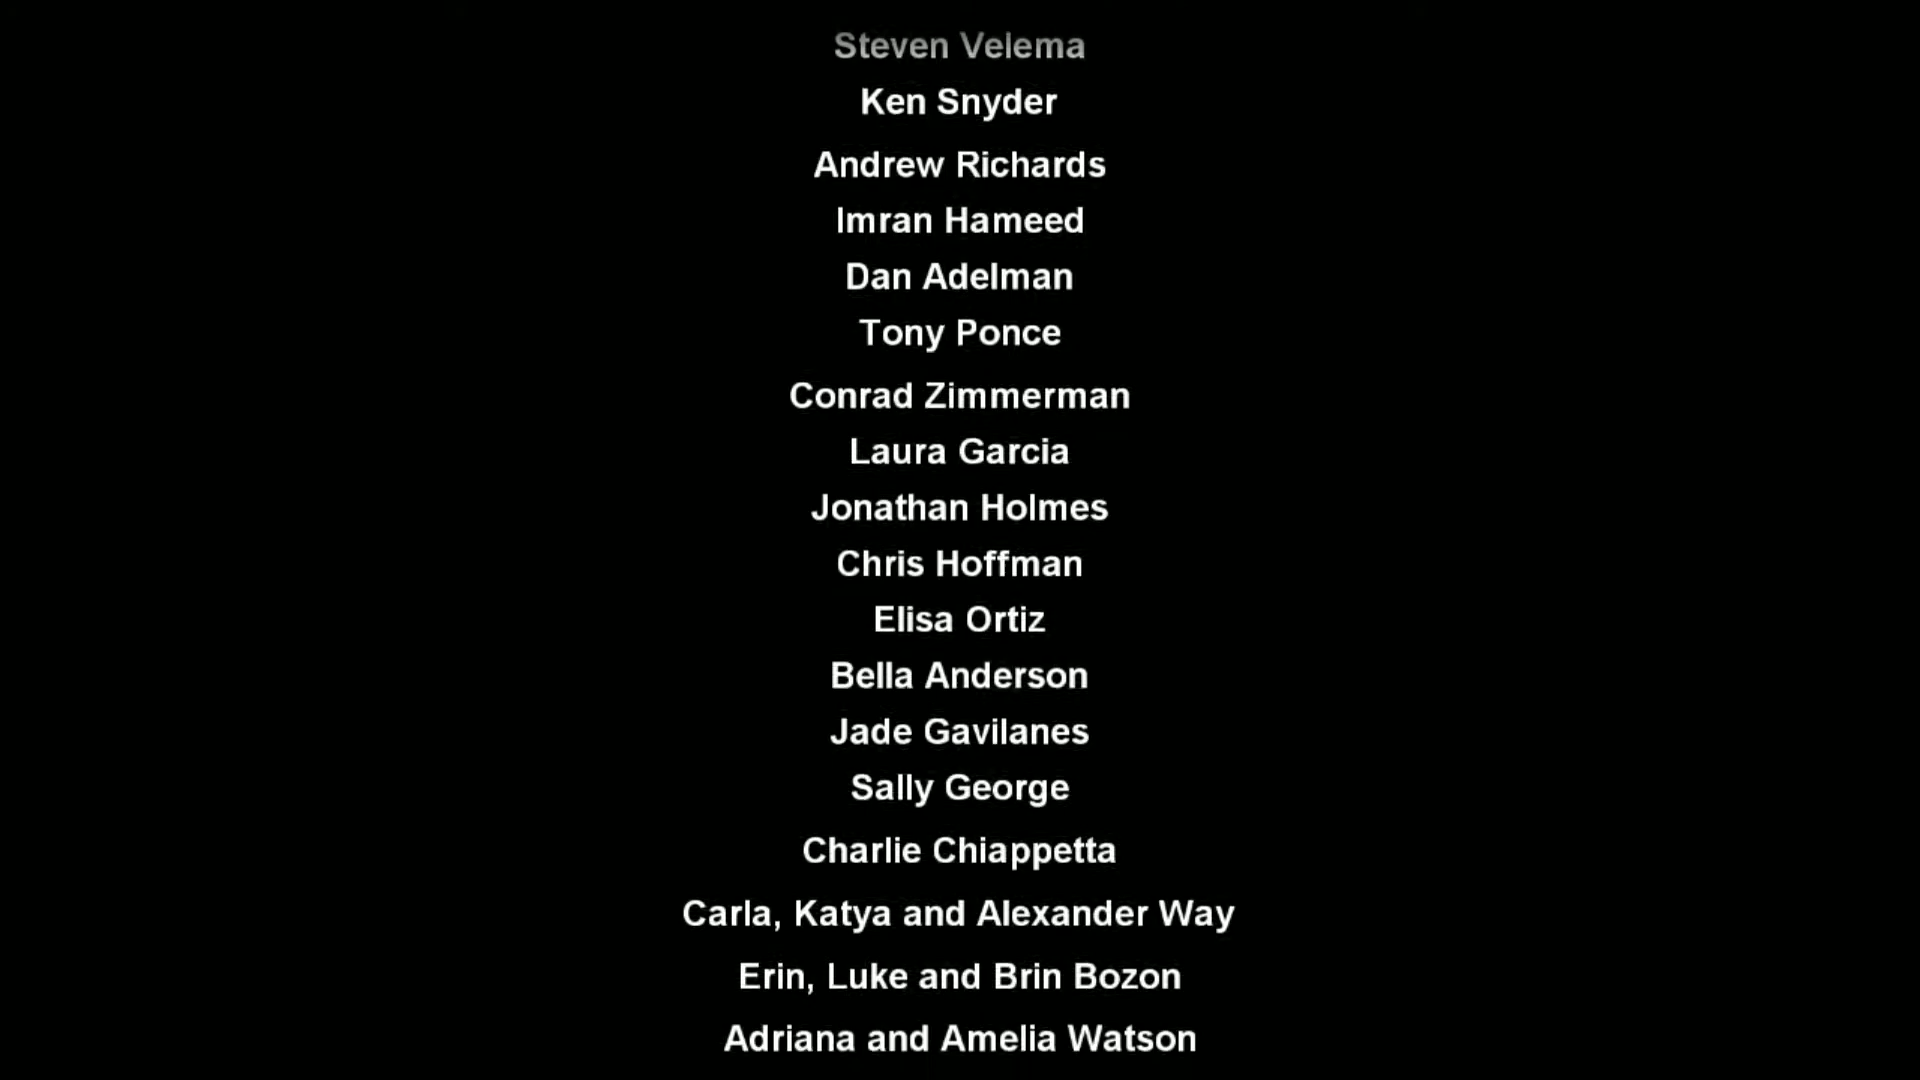 Steven Velema
Ken Snyder
Andrew Richards
Imran Hameed
Dan Adelman
Tony Ponce
Conrad Zimmerman
Laura Garcia
Jonathan Holmes
Chris Hoffman
Elisa Ortiz
Bella Anderson
Jade Gavilanes
Sally George
Charlie Chiappetta
Carla, Katya and Alexander Way
Erin, Luke and Brin Bozon
Adriana and Amelia Watson